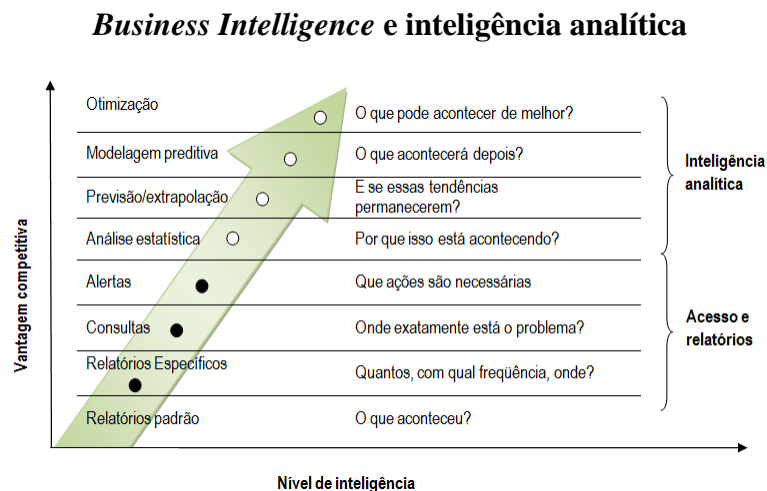 Business Intelligence e inteligência analítica
Otimização
O que pode acontecer de melhor?
Modelagem preditiva
O que acontecerá depois?
Inteligência
analítica
Previsão/extrapolação
E se essas tendências
permanecerem?
Análise estatística
Por que isso está acontecendo?
Alertas
Que ações são necessárias
Consultas
Onde exatamente está o problema?
Acesso e
relatórios
Relatórios Específicos
Quantos, com qual freqüência, onde?
Relatórios padrão
O que aconteceu?
Vantagem competitiva
Nível de inteligência